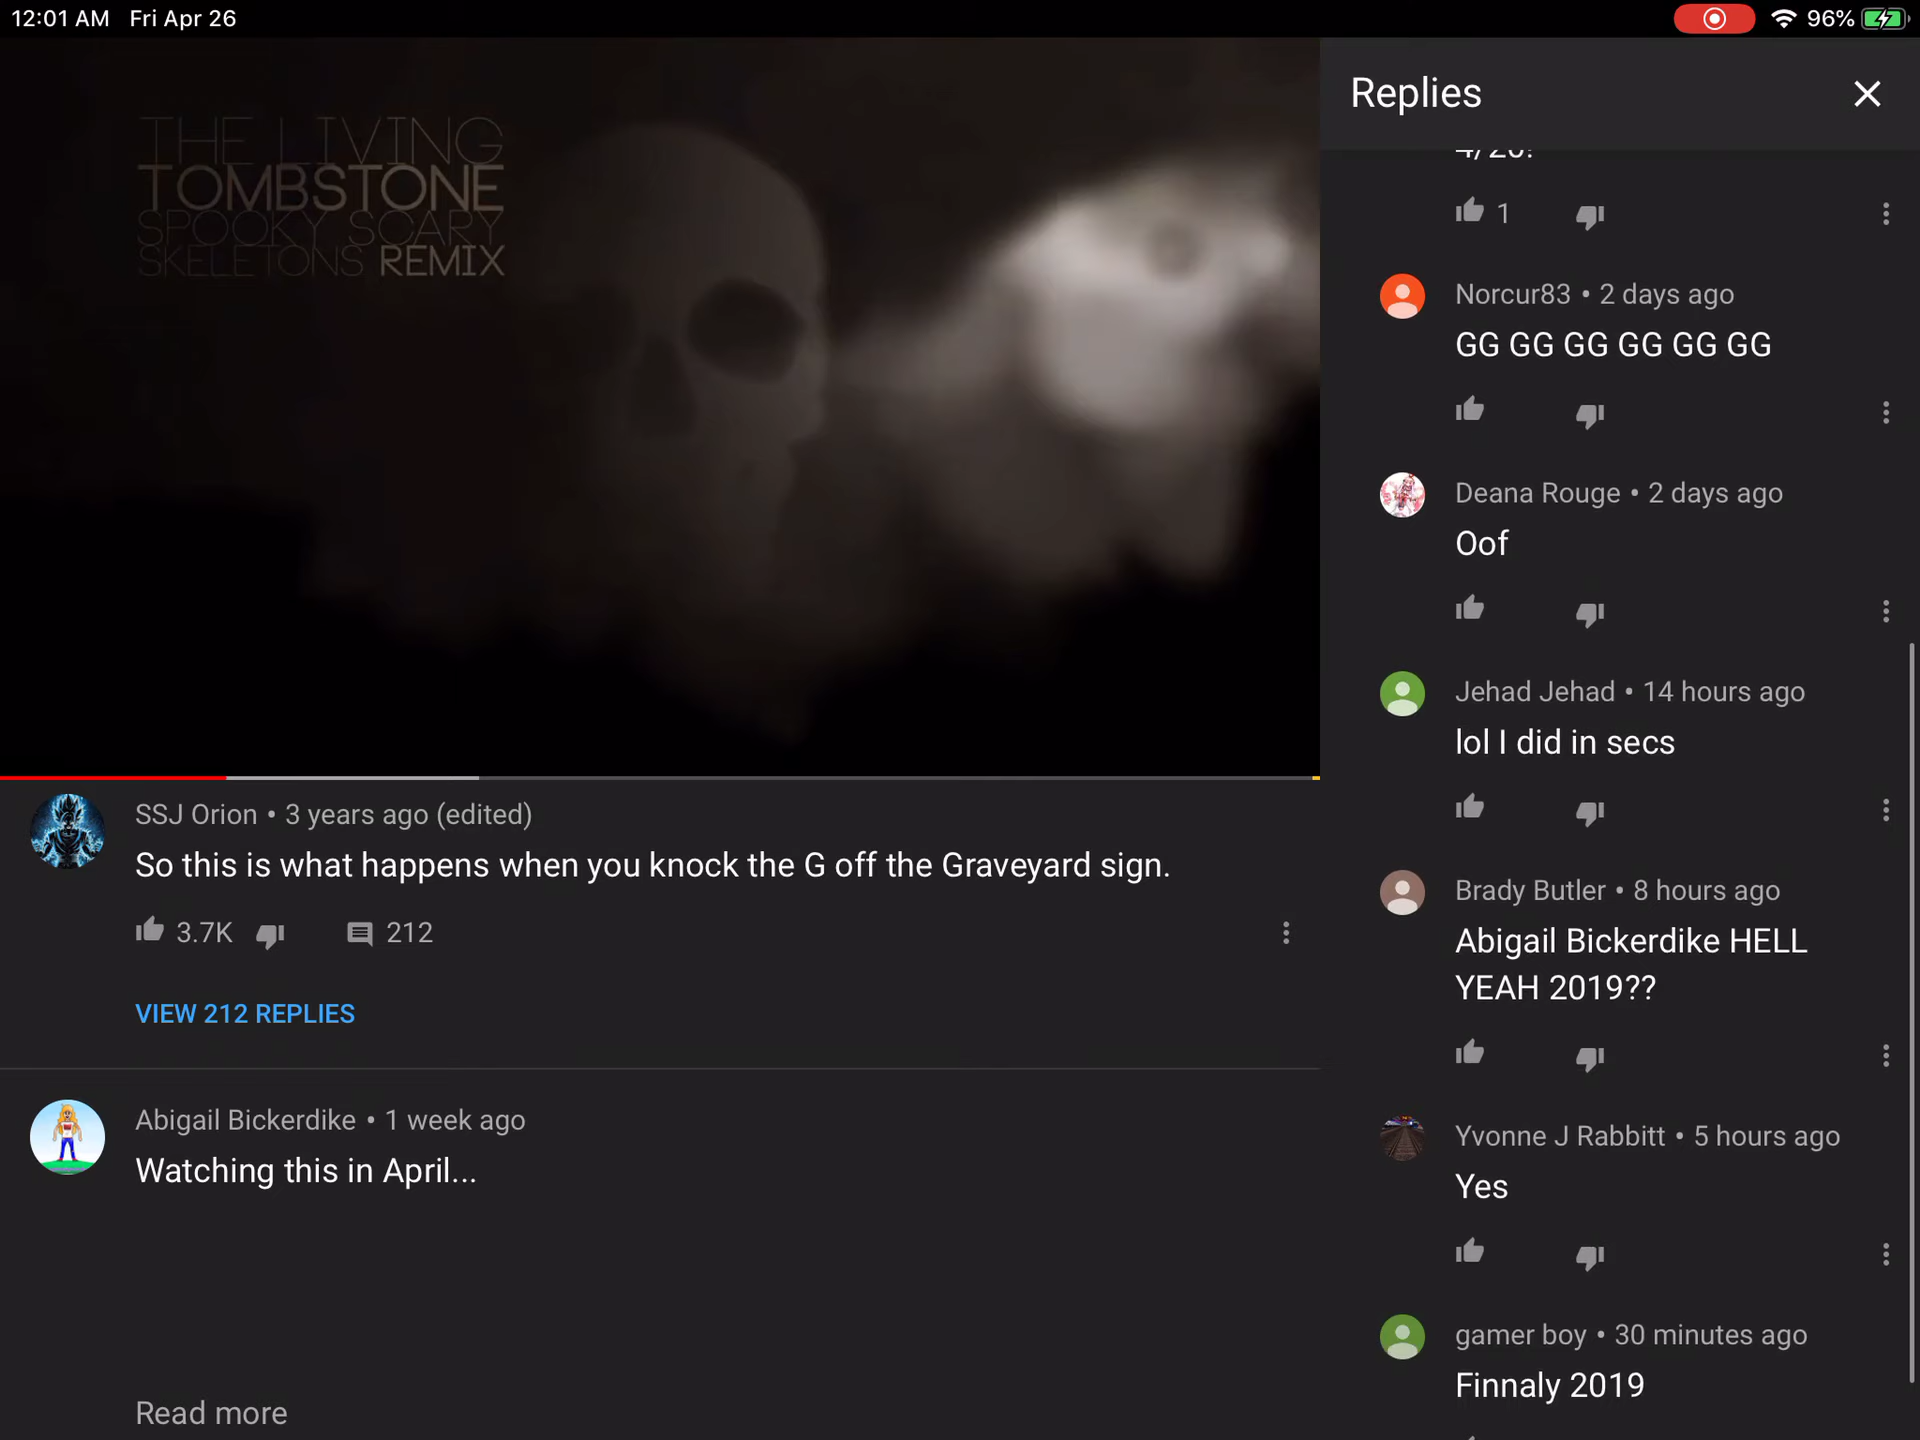 12:01 AM Fri Apr 26
96%
THE LIVING
TOMBSTONE
SPOOKY SCARY
SKELETONS REMIX
SSJ Orion • 3 years ago (edited)
So this is what happens when you knock the G off the Graveyard sign.
3.7K 212
VIEW 212 REPLIES
Abigail Bickerdike • 1 week ago
Watching this in April...
Read more
Replies
1
Norcur83 • 2 days ago
GG GG GG GG GG GG
Deana Rouge • 2 days ago
Oof
Jehad Jehad • 14 hours ago
lol I did in secs
Brady Butler • 8 hours ago
Abigail Bickerdike HELL
YEAH 2019??
Yvonne J Rabbitt • 5 hours ago
Yes
gamer boy • 30 minutes ago
Finnaly 2019